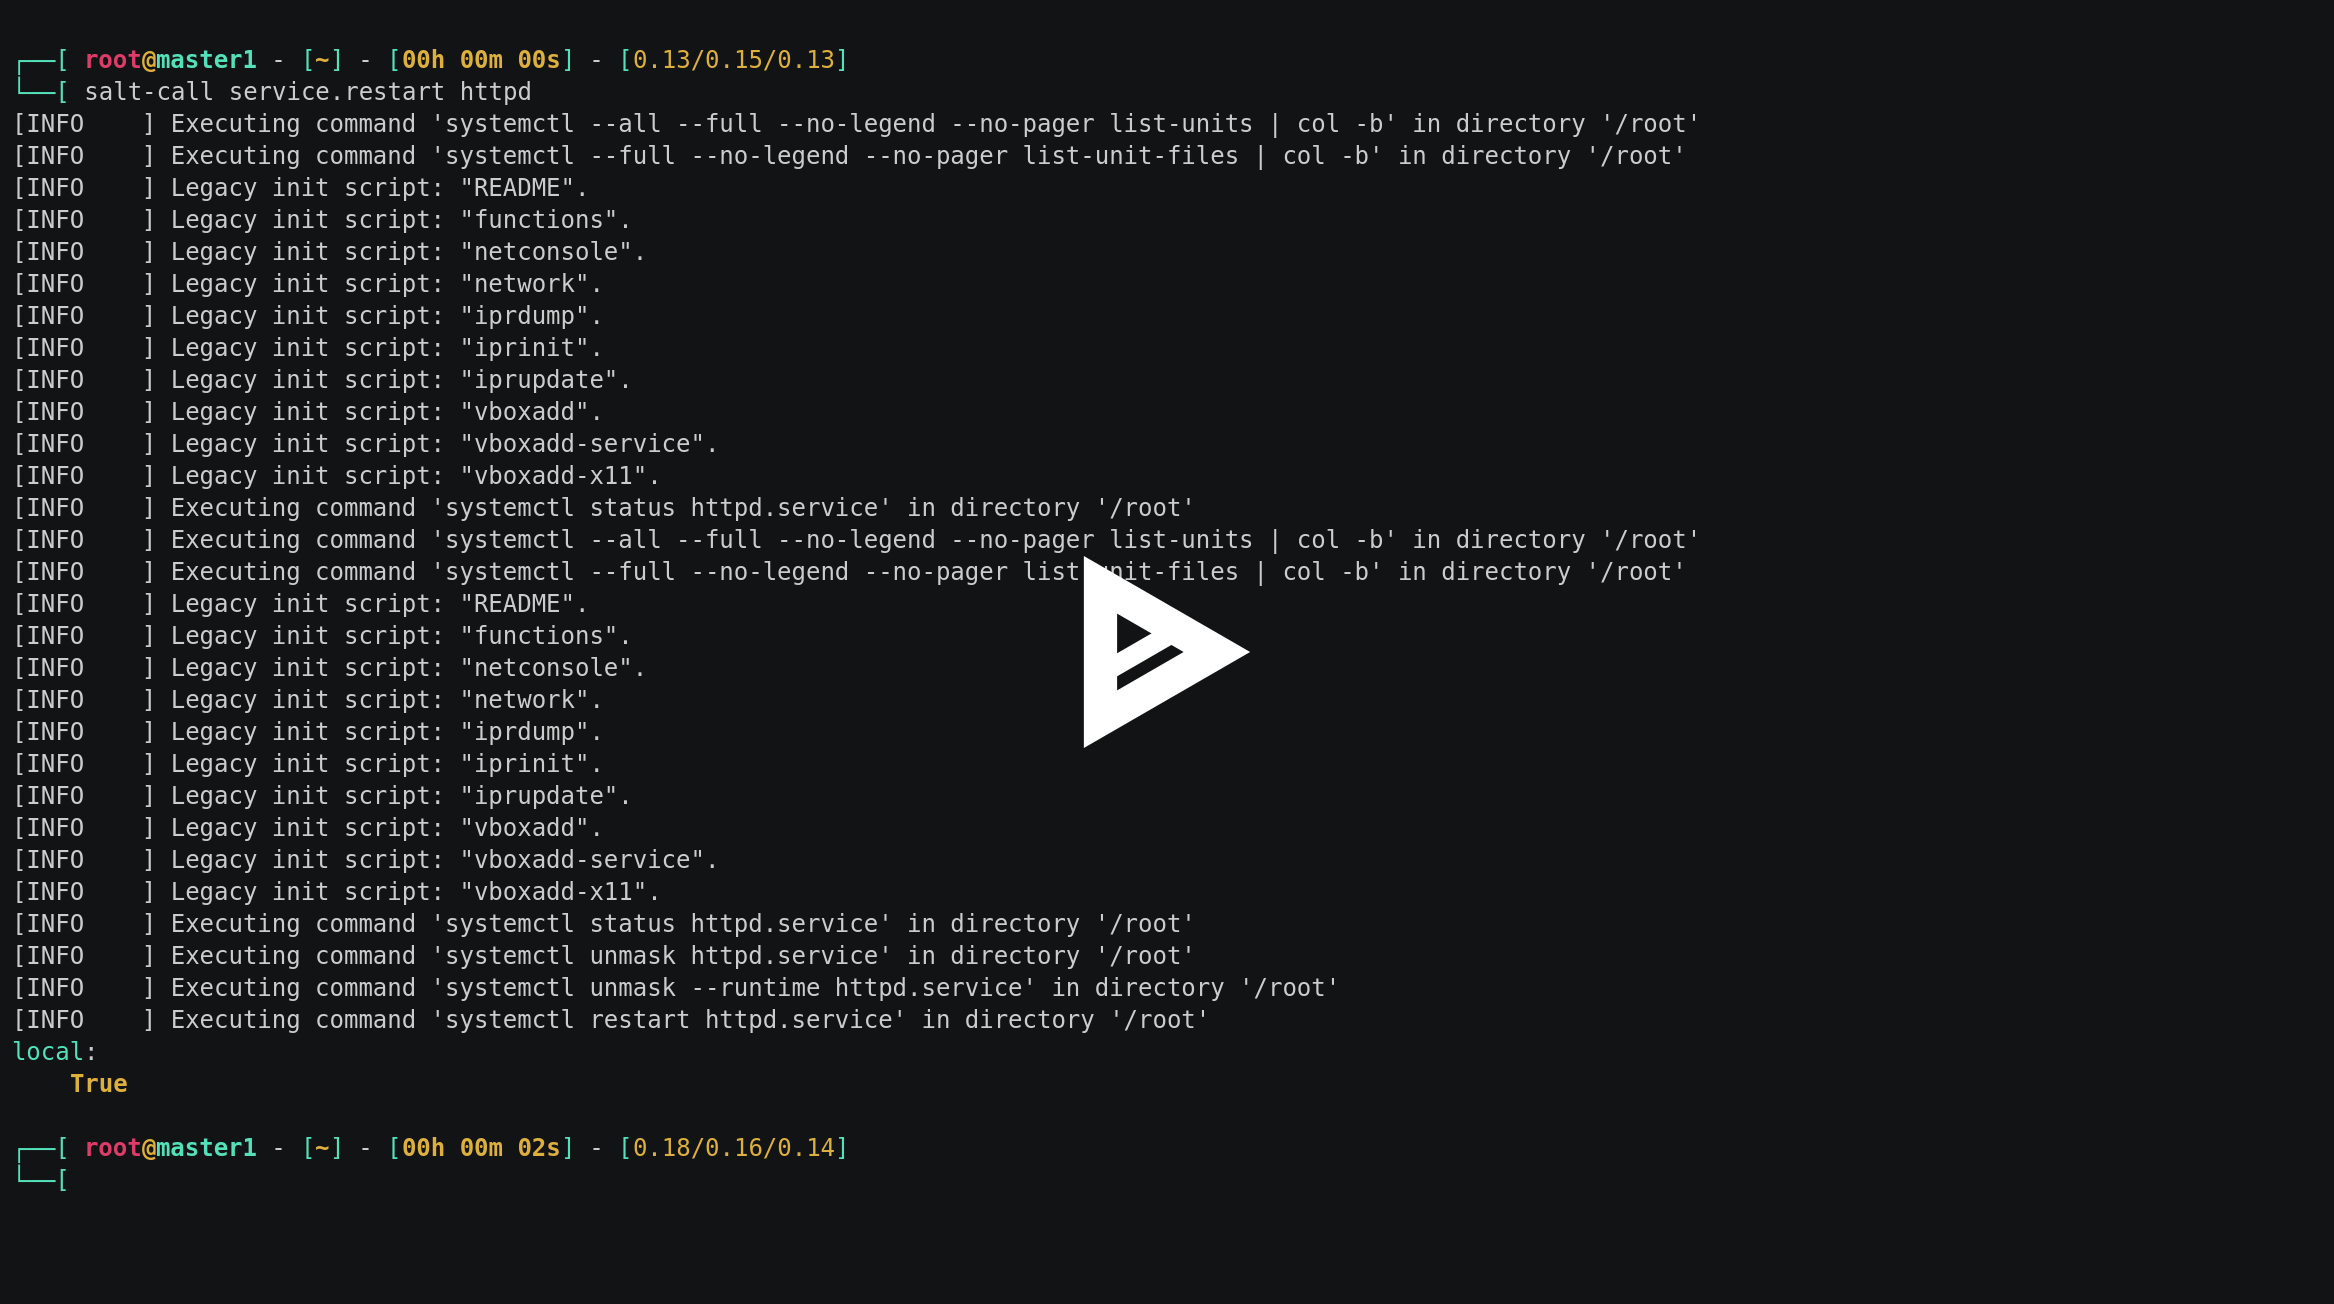 ┌──[ root@master1 - [~] - [00h 00m 00s] - [0.13/0.15/0.13]
└──[ salt-call service.restart httpd
[INFO    ] Executing command 'systemctl --all --full --no-legend --no-pager list-units | col -b' in directory '/root'
[INFO    ] Executing command 'systemctl --full --no-legend --no-pager list-unit-files | col -b' in directory '/root'
[INFO    ] Legacy init script: "README".
[INFO    ] Legacy init script: "functions".
[INFO    ] Legacy init script: "netconsole".
[INFO    ] Legacy init script: "network".
[INFO    ] Legacy init script: "iprdump".
[INFO    ] Legacy init script: "iprinit".
[INFO    ] Legacy init script: "iprupdate".
[INFO    ] Legacy init script: "vboxadd".
[INFO    ] Legacy init script: "vboxadd-service".
[INFO    ] Legacy init script: "vboxadd-x11".
[INFO    ] Executing command 'systemctl status httpd.service' in directory '/root'
[INFO    ] Executing command 'systemctl --all --full --no-legend --no-pager list-units | col -b' in directory '/root'
[INFO    ] Executing command 'systemctl --full --no-legend --no-pager list-unit-files | col -b' in directory '/root'
[INFO    ] Legacy init script: "README".
[INFO    ] Legacy init script: "functions".
[INFO    ] Legacy init script: "netconsole".
[INFO    ] Legacy init script: "network".
[INFO    ] Legacy init script: "iprdump".
[INFO    ] Legacy init script: "iprinit".
[INFO    ] Legacy init script: "iprupdate".
[INFO    ] Legacy init script: "vboxadd".
[INFO    ] Legacy init script: "vboxadd-service".
[INFO    ] Legacy init script: "vboxadd-x11".
[INFO    ] Executing command 'systemctl status httpd.service' in directory '/root'
[INFO    ] Executing command 'systemctl unmask httpd.service' in directory '/root'
[INFO    ] Executing command 'systemctl unmask --runtime httpd.service' in directory '/root'
[INFO    ] Executing command 'systemctl restart httpd.service' in directory '/root'
local:
    True
┌──[ root@master1 - [~] - [00h 00m 02s] - [0.18/0.16/0.14]
└──[